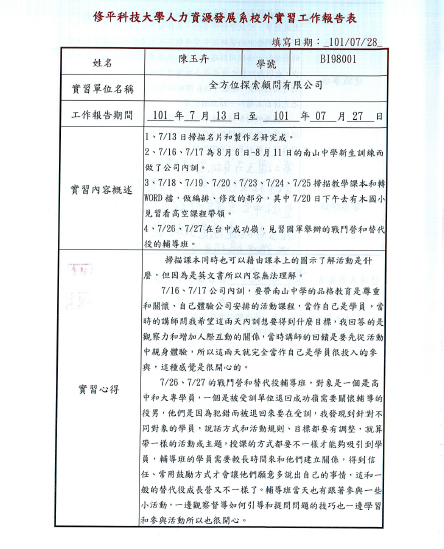 修平科技大學人力資源發展系校外實習工作報告表
填寫日期：_101/07/28_
姓名 陳玉卉 學號 B198001
實習單位名稱 全方位探索顧問有限公司
工作報告期間 101 年 7 月 13 日 至 101 年 07 月 27 日
實習內容概述
1、7/13日掃描名片和製作名冊完成。
2、7/16、7/17為8月6日-8月11日的南山中學新生訓練而
做了公司內訓。
3、7/18、7/19、7/20、7/23、7/24、7/25掃描教學課本和轉
WORD檔，做編排、修改的部分，其中7/20日下午去有木國小
見習看高空課程帶領。
4、7/26、7/27在台中成功嶺，見習國軍舉辦的戰鬥營和替代
役的輔導班。
實習心得
掃描課本同時也可以藉由課本上的圖示了解活動是什
麼，但因為是英文書所以內容無法理解。
7/16、7/17公司內訓，要帶南山中學的品格教育是尊重
和關懷、自己體驗公司安排的活動課程，當作自己是學員，當
時的講師問我希望這兩天內訓想要得到什麼目標，我回答的是
觀察力和增加人際互動的關係，當時講師的回饋是要先從活動
中親身體驗，所以這兩天就完全當作自己是學員很投入的參
與，這種感覺是很開心的。
7/26、7/27的戰鬥營和替代役輔導班，對象是一個是高
中和大專學員，一個是被受訓單位退回成功嶺需要關懷輔導的
役男，他們是因為犯錯而被退回來要在受訓，我發現到針對不
同對象的學員，說話方式和活動規則、目標都要有調整，就算
帶一樣的活動或主題，授課的方式都要不一樣才能夠吸引到學
員，輔導班的學員需要較長時間來和他們建立關係，得到信
任、常用鼓勵方式才會讓他們願意多說出自己的事情，這和一
般的替代役成長營又不一樣了。輔導班當天也有跟著參與一些
小活動，一邊觀察督導如何引導和提問問題的技巧也一邊學習
和參與活動所以也很開心。